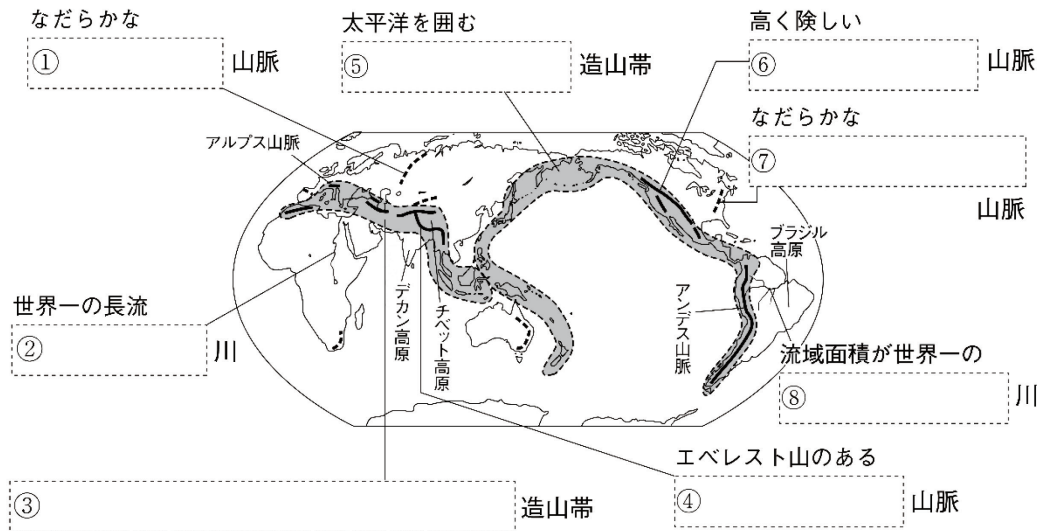 なだらかな
① 山脈
太平洋を囲む
⑤ 造山帯
高く険しい
⑥ 山脈
なだらかな
⑦
山脈
アルプス山脈
ブラジル
高原
デカン高原
チベット高原
アンデス山脈
世界一の長流
② 川
流域面積が世界一の
⑧ 川
エベレスト山のある
③ 造山帯
④ 山脈